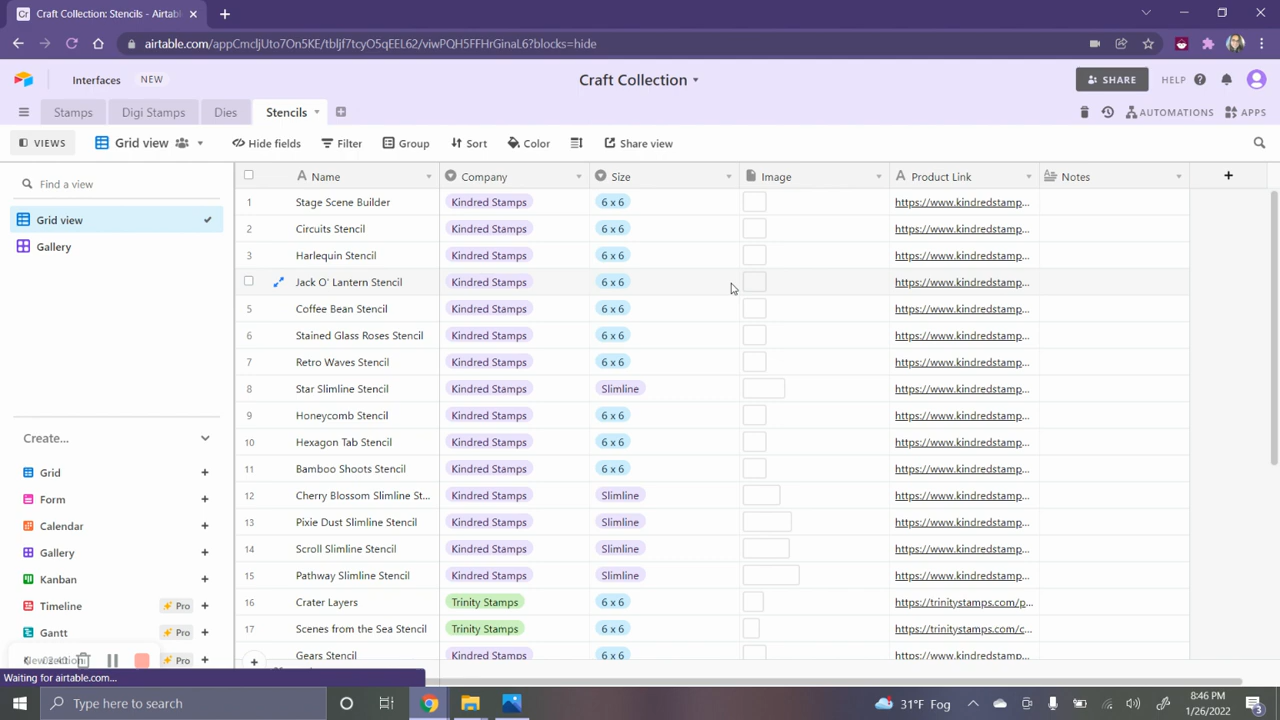 Craft Collection: Stencils - Airtable
airtable.com/appCmcljUto7On5KE/tbljf7tcyO5qEEL62/viwPQH5FFHrGinaL6?blocks=hide
Interfaces NEW Craft Collection SHARE HELP
Stamps Digi Stamps Dies Stencils AUTOMATIONS APPS
VIEWS Grid view Hide fields Filter Group Sort Color Share view
Find a view
Grid view
Gallery
Create...
Grid
Form
Calendar
Gallery
Kanban
Timeline Pro
Gantt Pro
Pro
Name Company Size Image Product Link Notes
1 Stage Scene Builder Kindred Stamps 6 x 6 https://www.kindredstamp...
2 Circuits Stencil Kindred Stamps 6 x 6 https://www.kindredstamp...
3 Harlequin Stencil Kindred Stamps 6 x 6 https://www.kindredstamp...
Jack O' Lantern Stencil Kindred Stamps 6 x 6 https://www.kindredstamp...
5 Coffee Bean Stencil Kindred Stamps 6 x 6 https://www.kindredstamp...
6 Stained Glass Roses Stencil Kindred Stamps 6 x 6 https://www.kindredstamp...
7 Retro Waves Stencil Kindred Stamps 6 x 6 https://www.kindredstamp...
8 Star Slimline Stencil Kindred Stamps Slimline https://www.kindredstamp...
9 Honeycomb Stencil Kindred Stamps 6 x 6 https://www.kindredstamp...
10 Hexagon Tab Stencil Kindred Stamps 6 x 6 https://www.kindredstamp...
11 Bamboo Shoots Stencil Kindred Stamps 6 x 6 https://www.kindredstamp...
12 Cherry Blossom Slimline St... Kindred Stamps Slimline https://www.kindredstamp...
13 Pixie Dust Slimline Stencil Kindred Stamps Slimline https://www.kindredstamp...
14 Scroll Slimline Stencil Kindred Stamps Slimline https://www.kindredstamp...
15 Pathway Slimline Stencil Kindred Stamps Slimline https://www.kindredstamp...
16 Crater Layers Trinity Stamps 6 x 6 https://trinitystamps.com/p...
17 Scenes from the Sea Stencil Trinity Stamps 6 x 6 https://trinitystamps.com/c...
Gears Stencil Kindred Stamps 6 x 6 https://www.kindredstamp...
Waiting for airtable.com...
Type here to search
31°F Fog
8:46 PM
1/26/2022
3